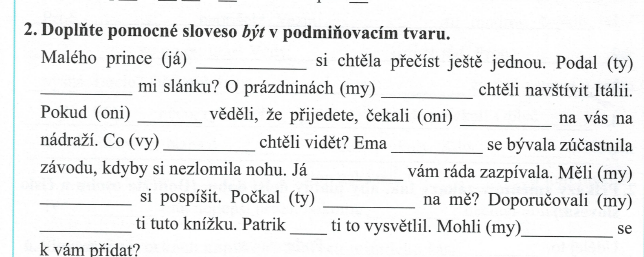 2. Doplňte pomocné sloveso být v podmiňovacím tvaru.
Malého prince (já) __________ si chtěla přečíst ještě jednou. Podal (ty)
__________ mi slánku? O prázdninách (my) __________ chtěli navštívit Itálii.
Pokud (oni) _______ věděli, že přijedete, čekali (oni) __________ na vás na
nádraží. Co (vy) __________ chtěli vidět? Ema __________ se bývala zúčastnila
závodu, kdyby si nezlomila nohu. Já __________ vám ráda zazpívala. Měli (my)
__________ si pospíšit. Počkal (ty) __________ na mě? Doporučovali (my)
__________ ti tuto knížku. Patrik ____ ti to vysvětlil. Mohli (my)__________ se
k vám přidat?